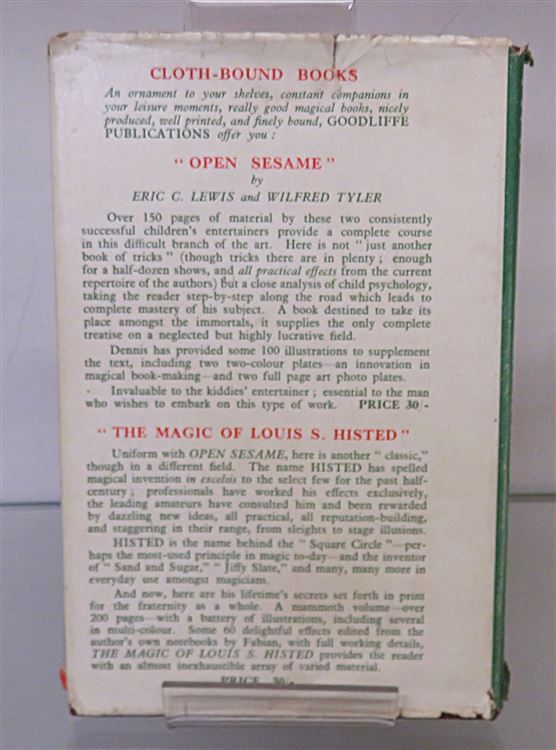 CLOTH-BOUND BOOKS
An ornament to your shelves, constant companions in
your leisure moments, really good magical books, nicely
produced, well printed, and finely bound, GOODLIFFE
PUBLICATIONS offer you :
"OPEN SESAME"
by
ERIC C. LEWIS and WILFRED TYLER
Over 150 pages of material by these two consistently
successful children's entertainers provide a complete course
in this difficult branch of the art. Here is not "just another
book of tricks" (though tricks there are in plenty ; enough
for a half-dozen shows, and all practical effects from the current
repertoire of the authors) but a close analysis of child psychology,
taking the reader step-by-step along the road which leads to
complete mastery of his subject. A book destined to take its
place amongst the immortals, it supplies the only complete
treatise on a neglected but highly lucrative field.
Dennis has provided some 100 illustrations to supplement
the text, including two two-colour plates—an innovation in
magical book-making—and two full page art photo plates.
Invaluable to the kiddies' entertainer ; essential to the man
who wishes to embark on this type of work. PRICE 30/-
"THE MAGIC OF LOUIS S. HISTED"
Uniform with OPEN SESAME, here is another "classic,"
though in a different field. The name HISTED has spelled
magical invention in excelsis to the select few for the past half-
century ; professionals have worked his effects exclusively,
the leading amateurs have consulted him and been rewarded
by dazzling new ideas, all practical, all reputation-building,
and staggering in their range, from sleights to stage illusions.
HISTED is the name behind the "Square Circle"—per-
haps the most-used principle in magic to-day—and the inventor
of "Sand and Sugar," "Jiffy Slate," and many, many more in
everyday use amongst magicians.
And now, here are his lifetime's secrets set forth in print
for the fraternity as a whole. A mammoth volume—over
200 pages—with a battery of illustrations, including several
in multi-colour. Some 60 delightful effects edited from the
author's own notebooks by Fabian, with full working details,
THE MAGIC OF LOUIS S. HISTED provides the reader
with an almost inexhaustible array of varied material.
PRICE 30/-